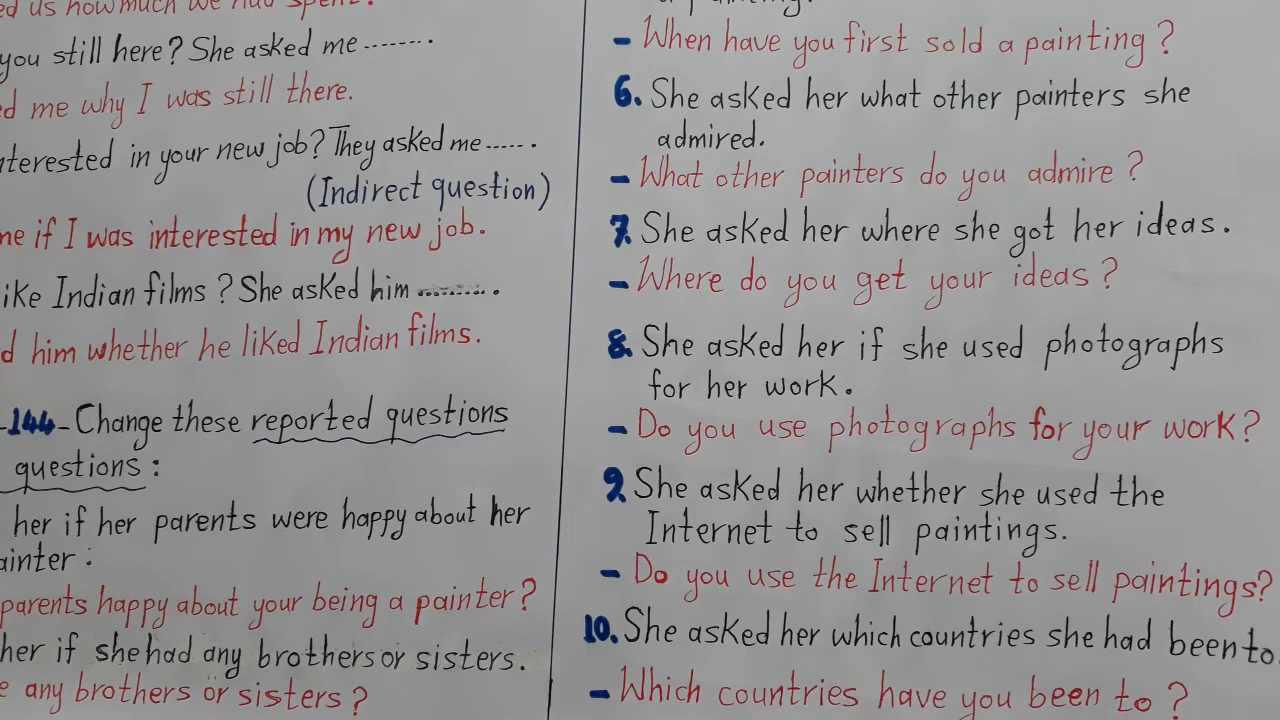 us how much we had spent.
you still here? She asked me ........
me why I was still there.
in your new job? They asked me ......
(Indirect question)
me if I was interested in my new job.
Indian films? She asked him ..........
him whether he liked Indian films.
144- Change these reported questions
questions:
her if her parents were happy about her
parents happy about your being a painter?
her if she had any brothers or sisters.
any brothers or sisters?
- When have you first sold a painting?
6. She asked her what other painters she
admired.
- What other painters do you admire?
7. She asked her where she got her ideas.
- Where do you get your ideas?
8. She asked her if she used photographs
for her work.
- Do you use photographs for your work?
9. She asked her whether she used the
Internet to sell paintings.
- Do you use the Internet to sell paintings?
10. She asked her which countries she had been to.
- Which countries have you been to?